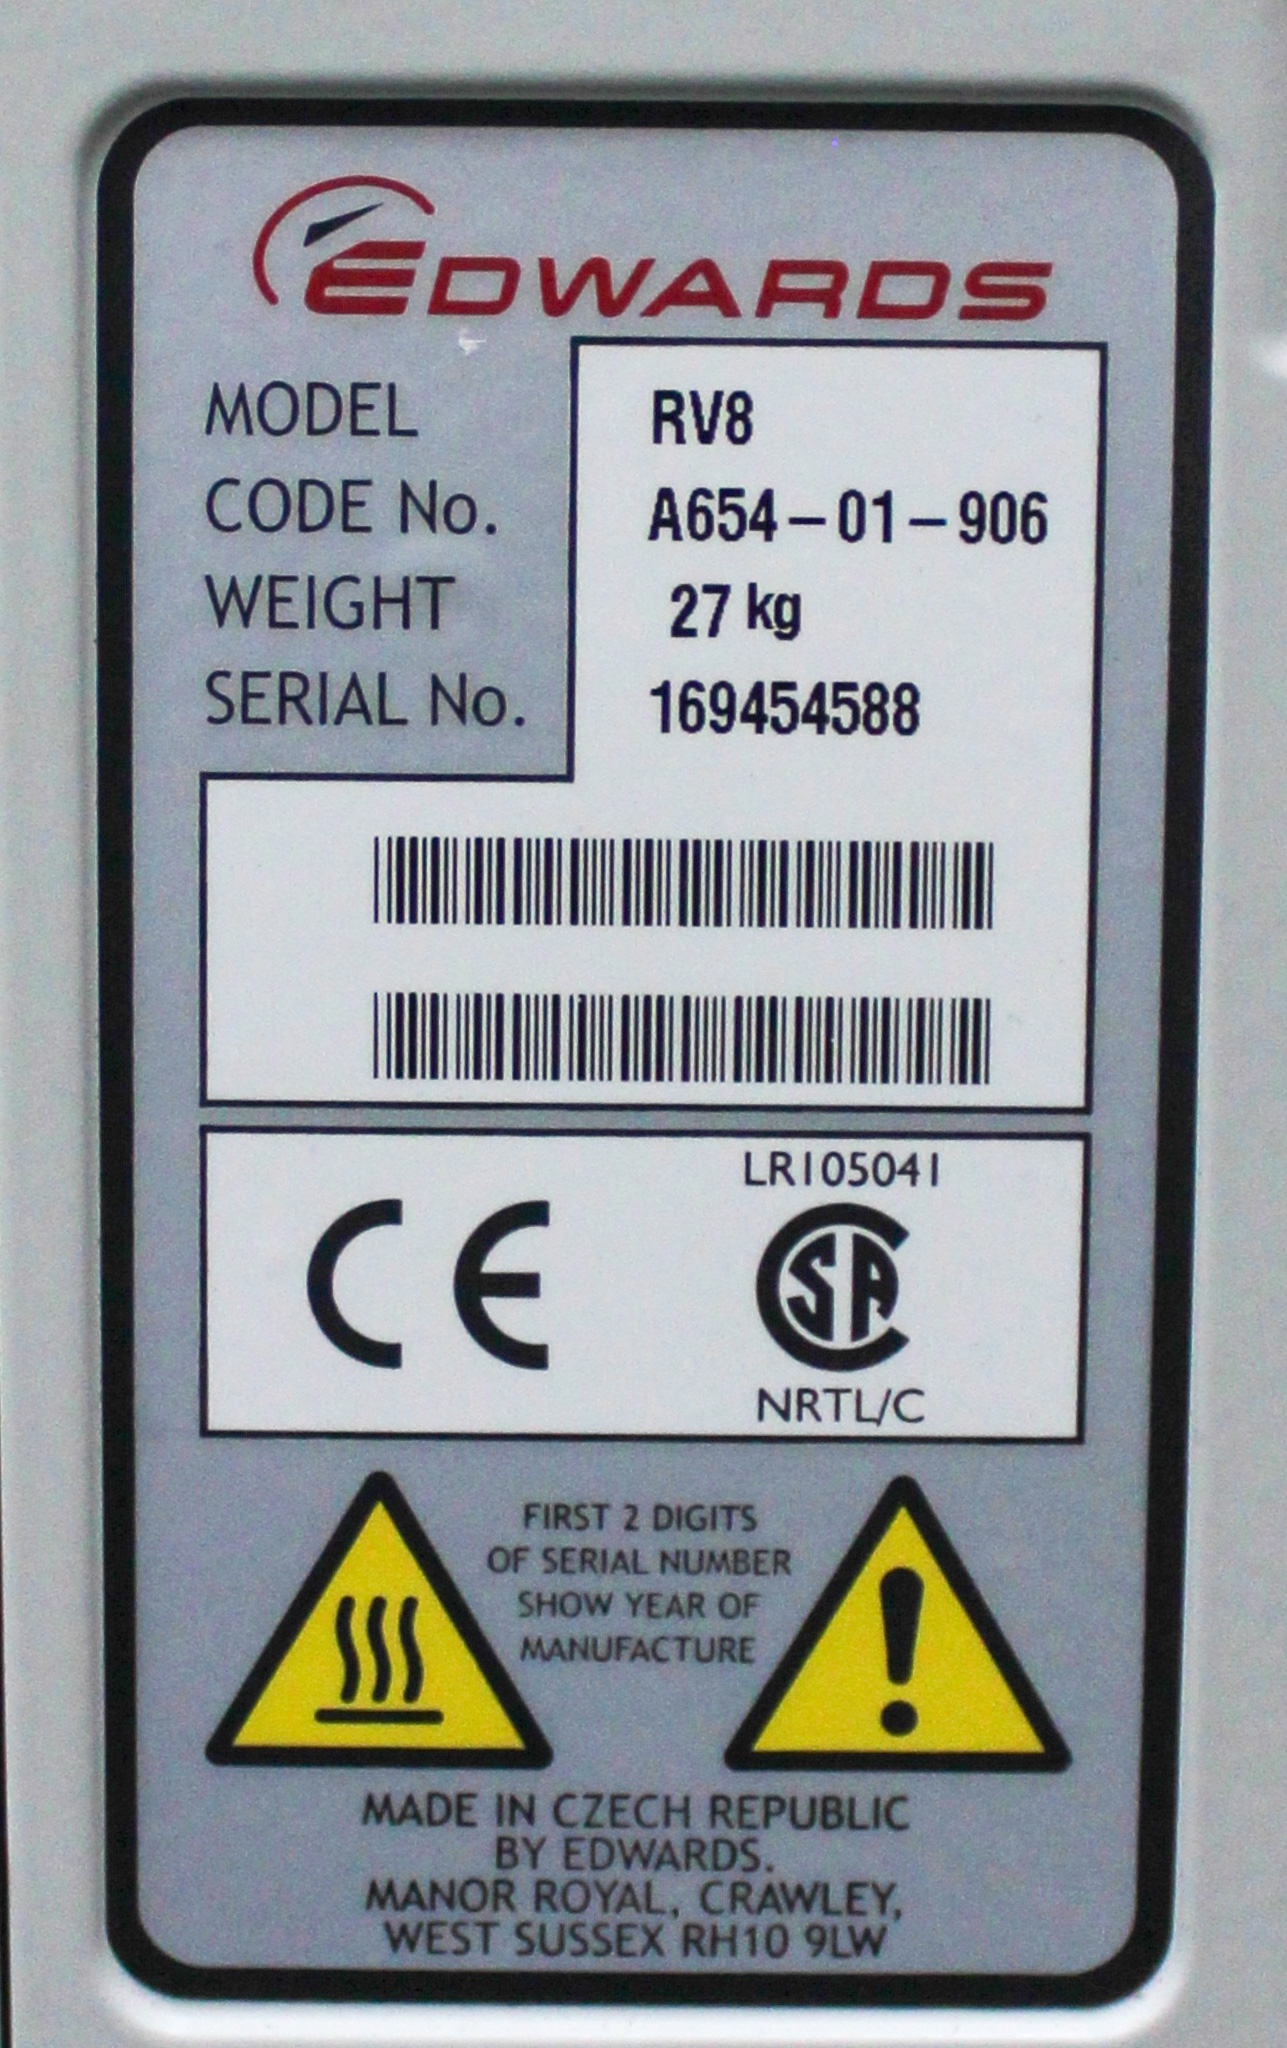 EDWARDS
MODEL RV8
CODE No. A654-01-906
WEIGHT 27 kg
SERIAL No. 169454588
CE
LR105041
CSA
NRTL/C
FIRST 2 DIGITS
OF SERIAL NUMBER
SHOW YEAR OF
MANUFACTURE
MADE IN CZECH REPUBLIC
BY EDWARDS.
MANOR ROYAL, CRAWLEY,
WEST SUSSEX RH10 9LW